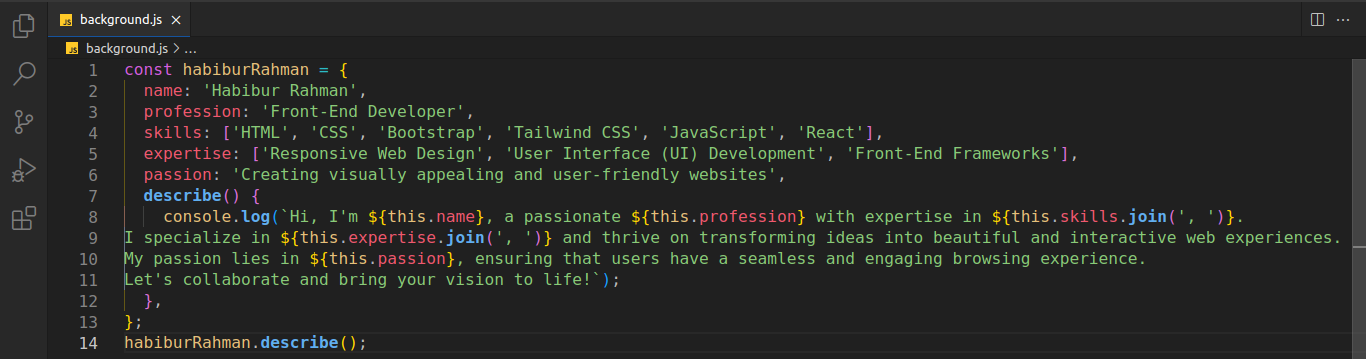 JS background.js ×
JS background.js > ...
1 const habiburRahman = {
2   name: 'Habibur Rahman',
3   profession: 'Front-End Developer',
4   skills: ['HTML', 'CSS', 'Bootstrap', 'Tailwind CSS', 'JavaScript', 'React'],
5   expertise: ['Responsive Web Design', 'User Interface (UI) Development', 'Front-End Frameworks'],
6   passion: 'Creating visually appealing and user-friendly websites',
7   describe() {
8     console.log(`Hi, I'm ${this.name}, a passionate ${this.profession} with expertise in ${this.skills.join(', ')}.
9 I specialize in ${this.expertise.join(', ')} and thrive on transforming ideas into beautiful and interactive web experiences.
10 My passion lies in ${this.passion}, ensuring that users have a seamless and engaging browsing experience.
11 Let's collaborate and bring your vision to life!`);
12   },
13 };
14 habiburRahman.describe();